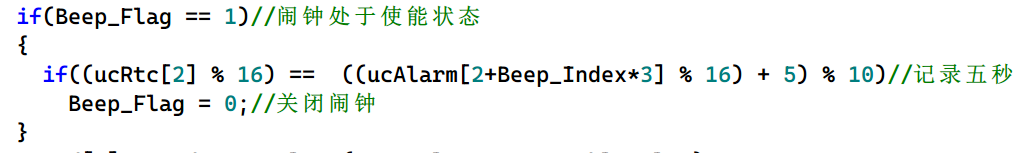 if(Beep_Flag == 1)//闹钟处于使能状态
{
if((ucRtc[2] % 16) == ((ucAlarm[2+Beep_Index*3] % 16) + 5) % 10)//记录五秒
Beep_Flag = 0;//关闭闹钟
}